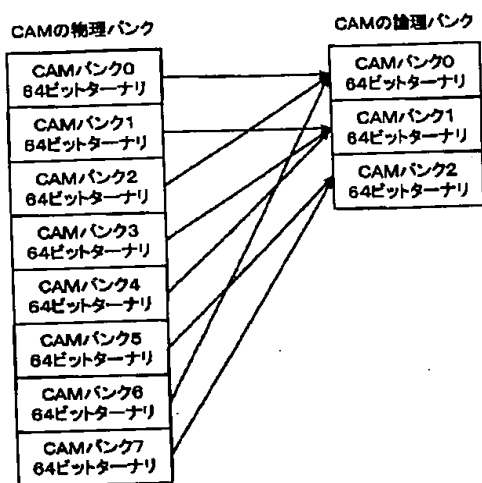 CAMの物理バンク
CAMバンク0
64ビットターナリ
CAMバンク1
64ビットターナリ
CAMバンク2
64ビットターナリ
CAMバンク3
64ビットターナリ
CAMバンク4
64ビットターナリ
CAMバンク5
64ビットターナリ
CAMバンク6
64ビットターナリ
CAMバンク7
64ビットターナリ
CAMの論理バンク
CAMバンク0
64ビットターナリ
CAMバンク1
64ビットターナリ
CAMバンク2
64ビットターナリ